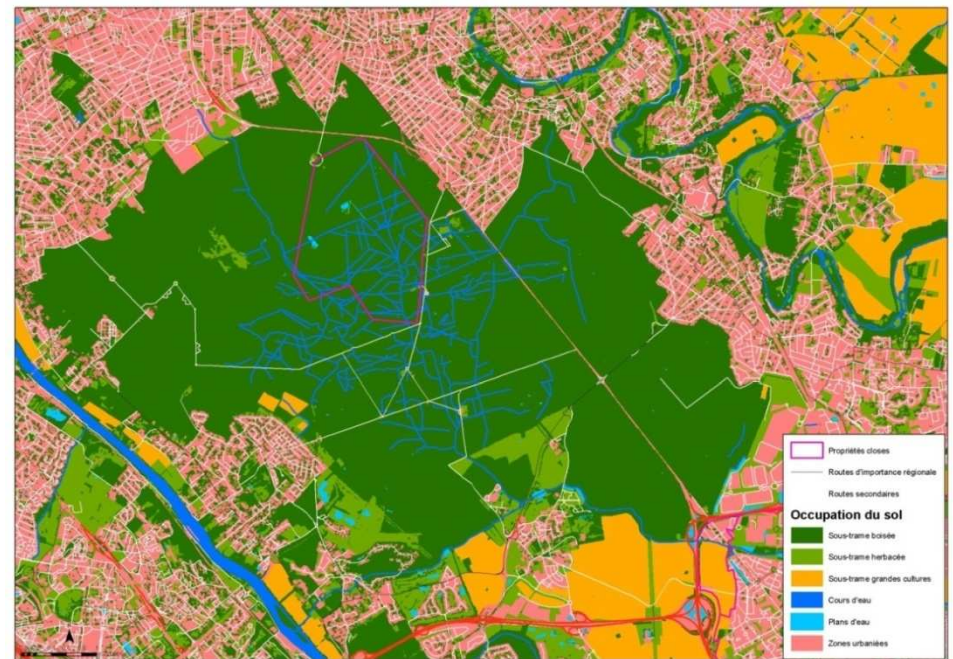 Propriétés closes
Routes d'importance régionale
Routes secondaires
Occupation du sol
Sous-trame boisée
Sous-trame herbacée
Sous-trame grandes cultures
Cours d'eau
Plans d'eau
Zones urbaniées